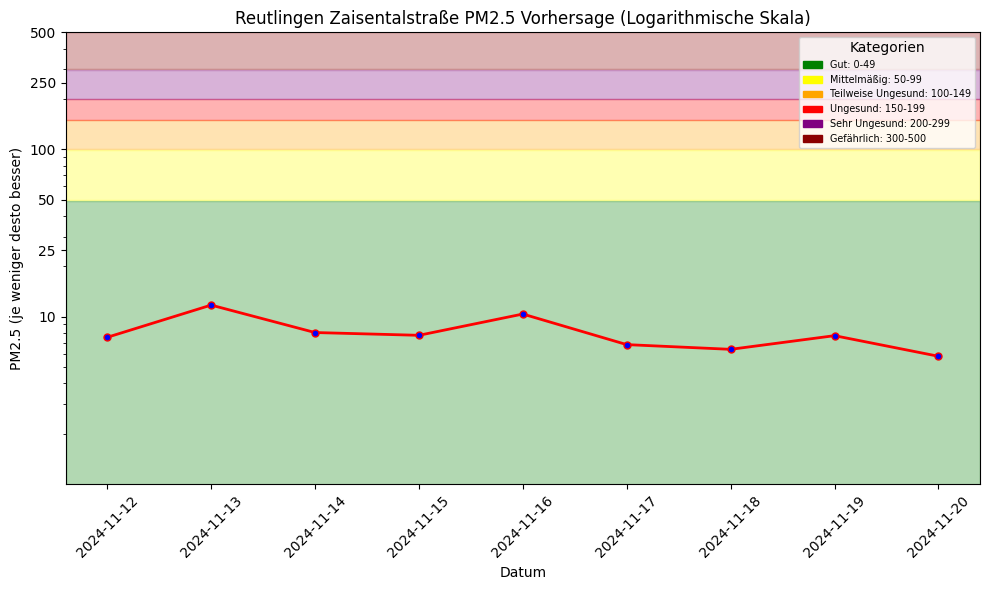 Reutlingen Zaisentalstraße PM2.5 Vorhersage (Logarithmische Skala)
PM2.5 (je weniger desto besser)
500
250
100
50
25
10
Kategorien
Gut: 0-49
Mittelmäßig: 50-99
Teilweise Ungesund: 100-149
Ungesund: 150-199
Sehr Ungesund: 200-299
Gefährlich: 300-500
2024-11-12
2024-11-13
2024-11-14
2024-11-15
2024-11-16
2024-11-17
2024-11-18
2024-11-19
2024-11-20
Datum